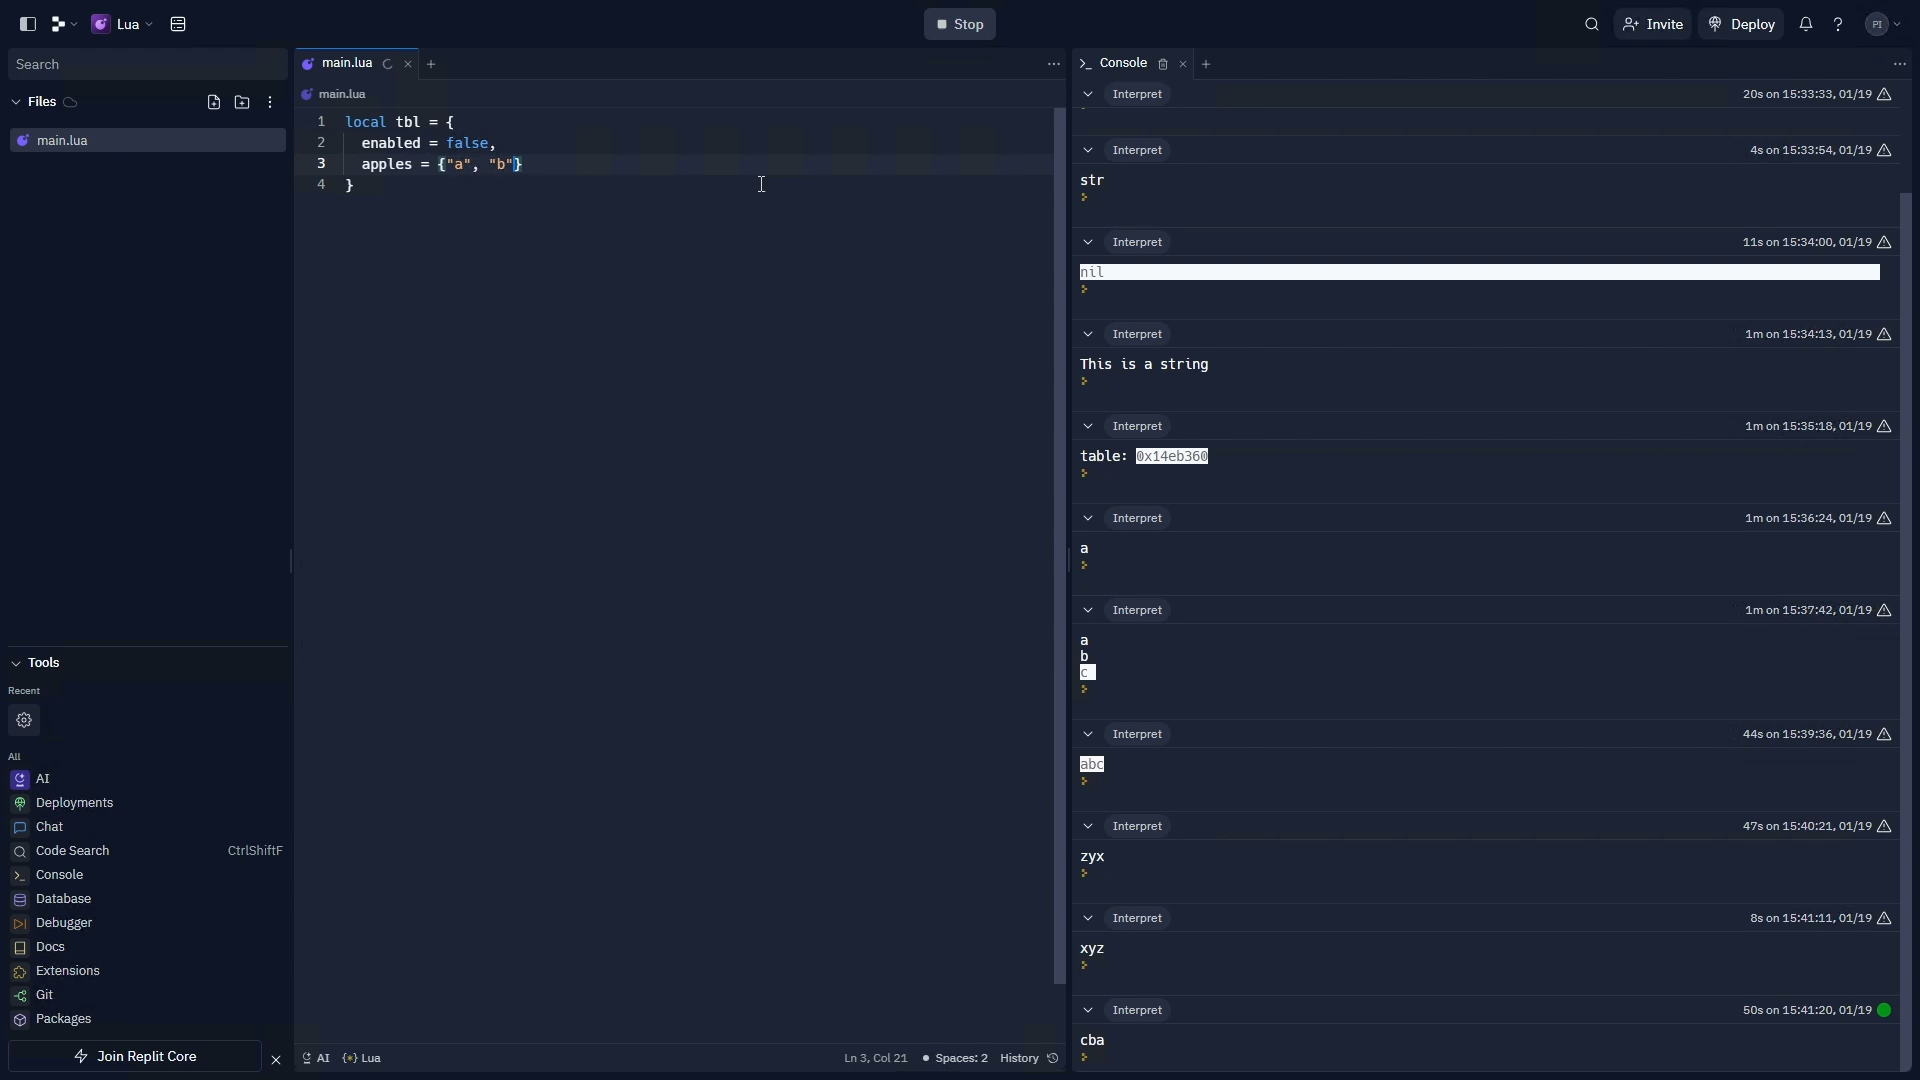 Lua
Stop
Invite
Deploy
PI
Search
Files
main.lua
Tools
Recent
All
AI
Deployments
Chat
Code Search CtrlShiftF
Console
Database
Debugger
Docs
Extensions
Git
Packages
Join Replit Core
main.lua
main.lua
1 local tbl = {
2 enabled = false,
3 apples = {"a", "b"}
4 }
AI Lua Ln 3, Col 21 Spaces: 2 History
Console
Interpret 20s on 15:33:33, 01/19
Interpret 4s on 15:33:54, 01/19
str
Interpret 11s on 15:34:00, 01/19
nil
Interpret 1m on 15:34:13, 01/19
This is a string
Interpret 1m on 15:35:18, 01/19
table: 0x14eb360
Interpret 1m on 15:36:24, 01/19
a
Interpret 1m on 15:37:42, 01/19
a
b
c
Interpret 44s on 15:39:36, 01/19
abc
Interpret 47s on 15:40:21, 01/19
zyx
Interpret 8s on 15:41:11, 01/19
xyz
Interpret 50s on 15:41:20, 01/19
cba